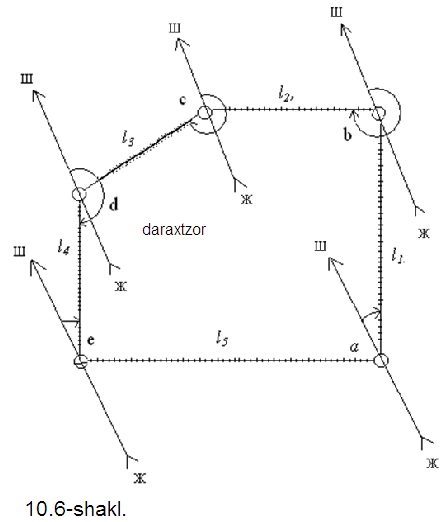 Ш
Ш
Ш
c
l₂,
b
l₃
Ж
Ж
d
daraxtzor
l₄
l₁.
Ш
Ж
Ш
e
l₅
a
Ж
Ж
10.6-shakl.